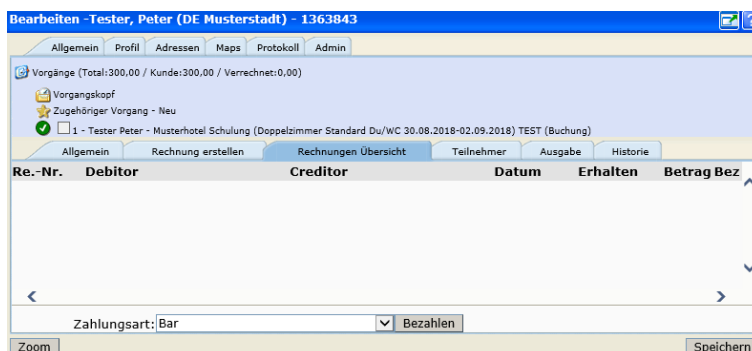 Bearbeiten -Tester, Peter (DE Musterstadt) - 1363843
Allgemein Profil Adressen Maps Protokoll Admin
Vorgänge (Total:300,00 / Kunde:300,00 / Verrechnet:0,00)
Vorgangskopf
Zugehöriger Vorgang - Neu
1 - Tester Peter - Musterhotel Schulung (Doppelzimmer Standard Du/WC 30.08.2018-02.09.2018) TEST (Buchung)
Allgemein Rechnung erstellen Rechnungen Übersicht Teilnehmer Ausgabe Historie
Re.-Nr. Debitor Creditor Datum Erhalten Betrag Bez
Zahlungsart: Bar Bezahlen
Zoom Speichern